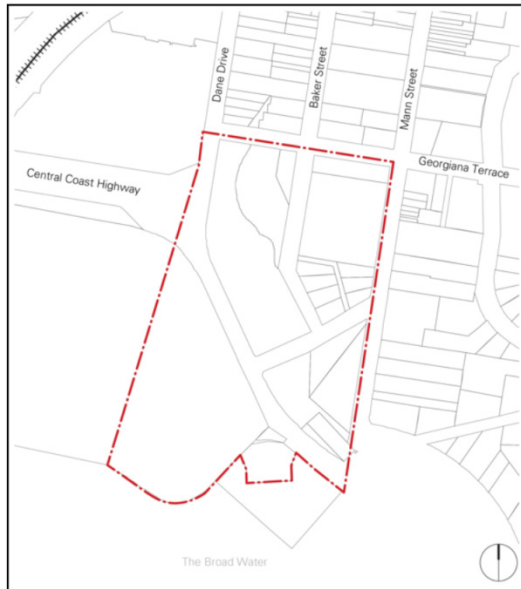 Dane Drive
Baker Street
Mann Street
Georgiana Terrace
Central Coast Highway
The Broad Water